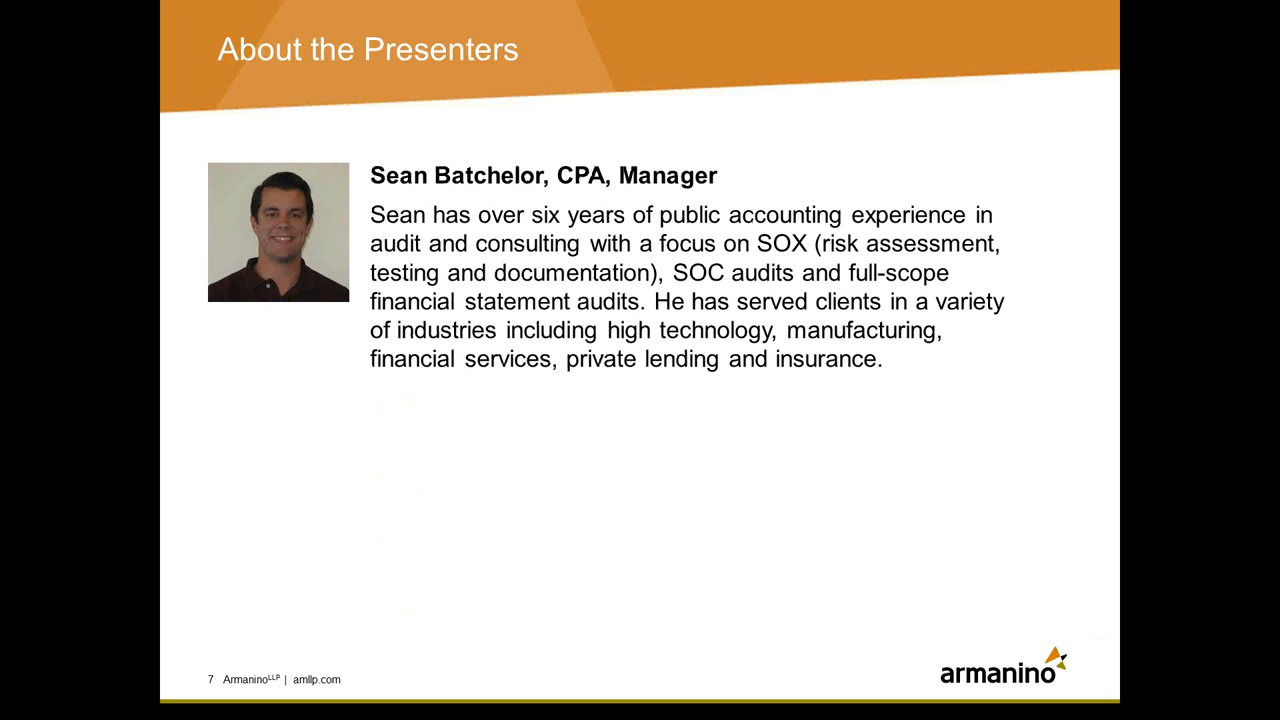 About the Presenters
Sean Batchelor, CPA, Manager
Sean has over six years of public accounting experience in
audit and consulting with a focus on SOX (risk assessment,
testing and documentation), SOC audits and full-scope
financial statement audits. He has served clients in a variety
of industries including high technology, manufacturing,
financial services, private lending and insurance.
7 ArmaninoLLP | amllp.com
armanino